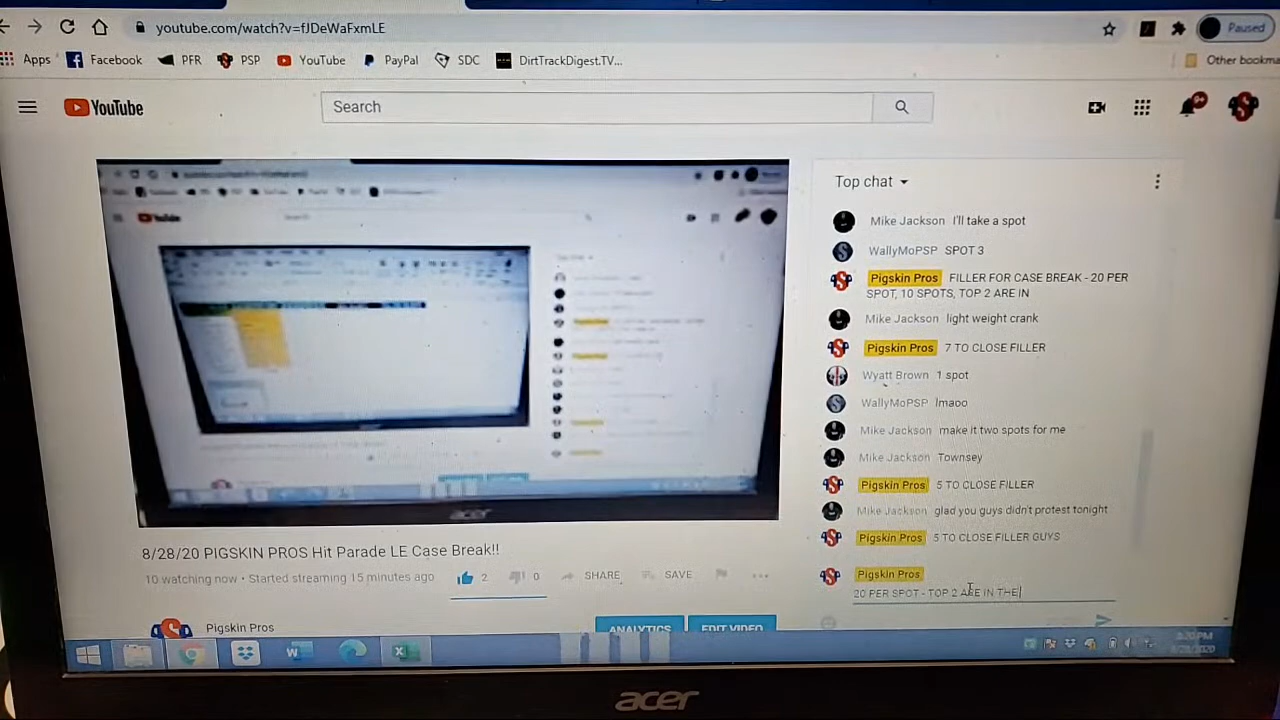 youtube.com/watch?v=fJDeWaFxmLE
Paused
Apps Facebook PFR PSP YouTube PayPal SDC DirtTrackDigest.TV...
Other bookma
YouTube
Search
9+
Top chat
Mike Jackson I'll take a spot
WallyMoPSP SPOT 3
Pigskin Pros FILLER FOR CASE BREAK - 20 PER
SPOT, 10 SPOTS, TOP 2 ARE IN
Mike Jackson light weight crank
Pigskin Pros 7 TO CLOSE FILLER
Wyatt Brown 1 spot
WallyMoPSP lmaoo
Mike Jackson make it two spots for me
Mike Jackson Townsey
Pigskin Pros 5 TO CLOSE FILLER
Mike Jackson glad you guys didn't protest tonight
Pigskin Pros 5 TO CLOSE FILLER GUYS
Pigskin Pros
20 PER SPOT - TOP 2 ARE IN THE
acer
8/28/20 PIGSKIN PROS Hit Parade LE Case Break!!
10 watching now • Started streaming 15 minutes ago
2 0 SHARE SAVE
Pigskin Pros
ANALYTICS EDIT VIDEO
8/28/2020
acer